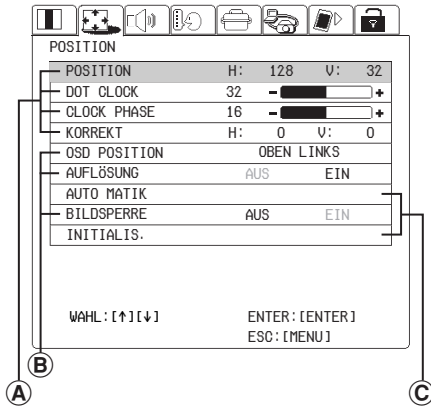 POSITION
POSITION H: 128 V: 32
DOT CLOCK 32 - +
CLOCK PHASE 16 - +
KORREKT H: 0 V: 0
OSD POSITION OBEN LINKS
AUFLöSUNG AUS EIN
AUTO MATIK
BILDSPERRE AUS EIN
INITIALIS.
WAHL:[↑][↓] ENTER:[ENTER]
ESC:[MENU]
B
A C